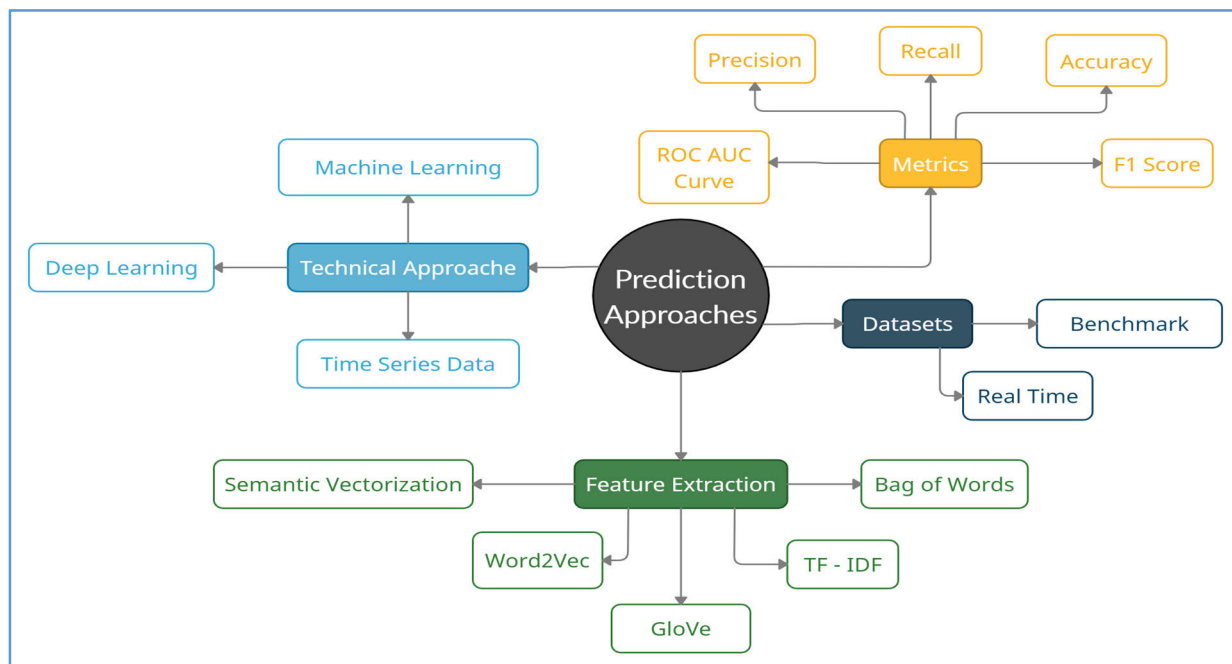 Precision
Recall
Accuracy
Machine Learning
ROC AUC
Curve
Metrics
F1 Score
Deep Learning
Technical Approache
Prediction
Approaches
Datasets
Benchmark
Time Series Data
Real Time
Semantic Vectorization
Feature Extraction
Bag of Words
Word2Vec
TF - IDF
GloVe